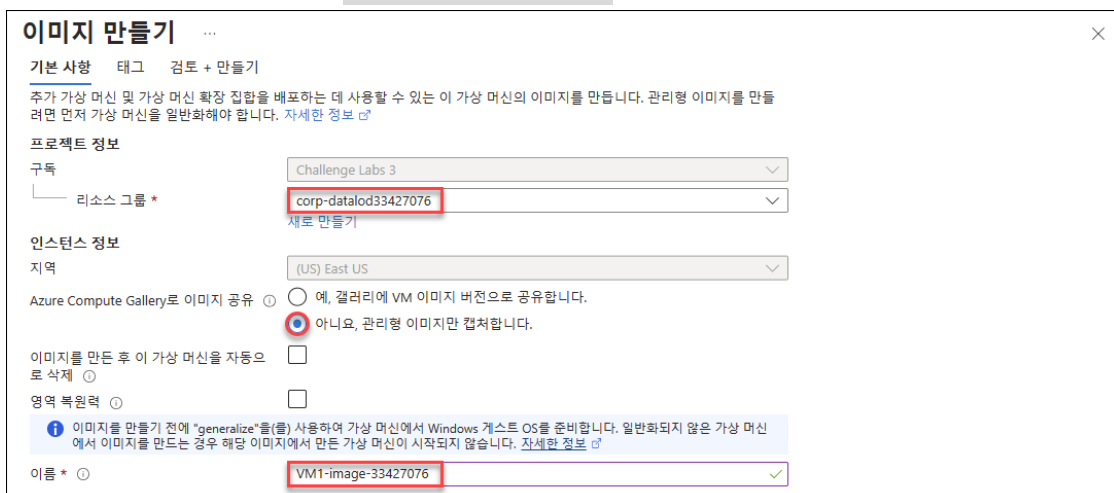 이미지 만들기 ...
기본 사항 태그 검토 + 만들기
추가 가상 머신 및 가상 머신 확장 집합을 배포하는 데 사용할 수 있는 이 가상 머신의 이미지를 만듭니다. 관리형 이미지를 만들
려면 먼저 가상 머신을 일반화해야 합니다. 자세한 정보
프로젝트 정보
구독
Challenge Labs 3
리소스 그룹 *
corp-datalod33427076
새로 만들기
인스턴스 정보
지역
(US) East US
Azure Compute Gallery로 이미지 공유
예, 갤러리에 VM 이미지 버전으로 공유합니다.
아니요, 관리형 이미지만 캡처합니다.
이미지를 만든 후 이 가상 머신을 자동으
로 삭제
영역 복원력
이미지를 만들기 전에 "generalize"을(를) 사용하여 가상 머신에서 Windows 게스트 OS를 준비합니다. 일반화되지 않은 가상 머신
에서 이미지를 만드는 경우 해당 이미지에서 만든 가상 머신이 시작되지 않습니다. 자세한 정보
이름 *
VM1-image-33427076